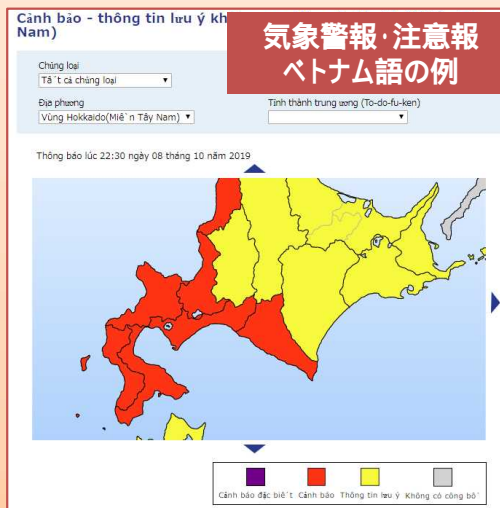 Cảnh báo - thông tin lưu ý kh
Nam)
気象警報・注意報
ベトナム語の例
Chủng loại
Tất cả chủng loại
Địa phương
Vùng Hokkaido(Miền Tây Nam)
Tỉnh thành trung ương (To-do-fu-ken)
Thông báo lúc 22:30 ngày 08 tháng 10 năm 2019
Cảnh báo đặc biệt Cảnh báo Thông tin lưu ý Không có công bố